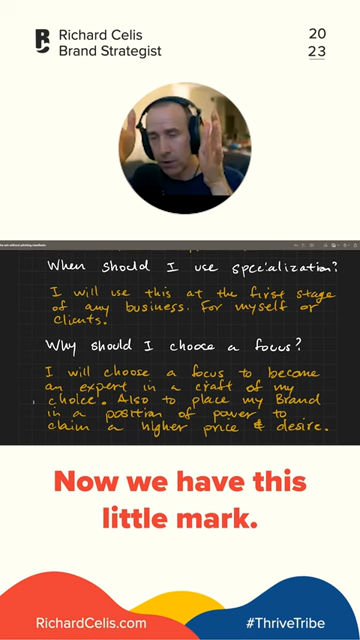 Richard Celis
Brand Strategist
20
23
When should I use specialization?
I will use this at the first stage
of any business. For myself or
clients.
Why should I choose a focus?
I will choose a focus to become
an expert in a craft of my
choice. Also to place my Brand
in a position of power to
claim a higher price & desire.
Now we have this
little mark.
RichardCelis.com
#ThriveTribe